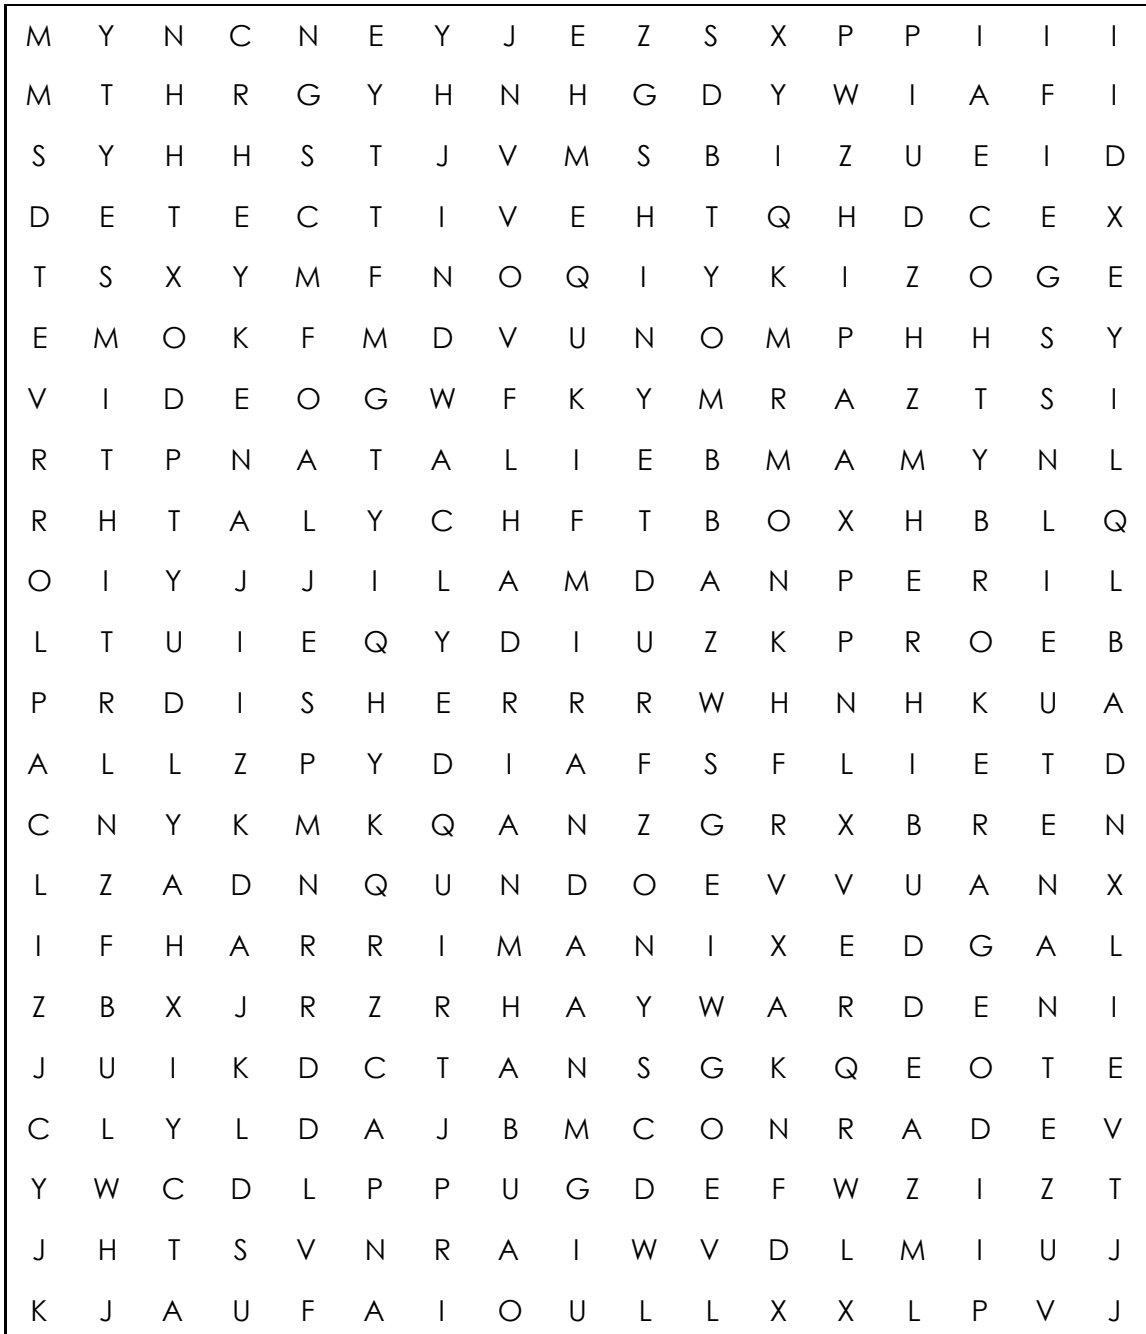 M Y N C N E Y J E Z S X P P I I I
M T H R G Y H N H G D Y W I A F I
S Y H H S T J V M S B I Z U E I D
D E T E C T I V E H T Q H D C E X
T S X Y M F N O Q I Y K I Z O G E
E M O K F M D V U N O M P H H S Y
V I D E O G W F K Y M R A Z T S I
R T P N A T A L I E B M A M Y N L
R H T A L Y C H F T B O X H B L Q
O I Y J J I L A M D A N P E R I L
L T U I E Q Y D I U Z K P R O E B
P R D I S H E R R R W H N H K U A
A L L Z P Y D I A F S F L I E T D
C N Y K M K Q A N Z G R X B R E N
L Z A D N Q U N D O E V V U A N X
I F H A R R I M A N I X E D G A L
Z B X J R Z R H A Y W A R D E N I
J U I K D C T A N S G K Q E O T E
C L Y L D A J B M C O N R A D E V
Y W C D L P P U G D E F W Z I Z T
J H T S V N R A I W V D L M I U J
K J A U F A I O U L L X X L P V J